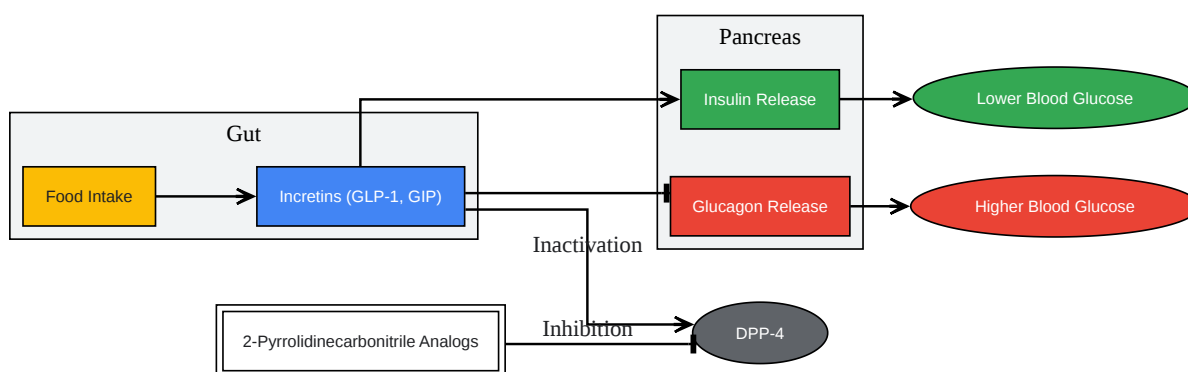 Pancreas
Insulin Release
Lower Blood Glucose
Gut
Food Intake
Incretins (GLP-1, GIP)
Glucagon Release
Higher Blood Glucose
Inactivation
Inhibition
2-Pyrrolidinecarbonitrile Analogs
DPP-4